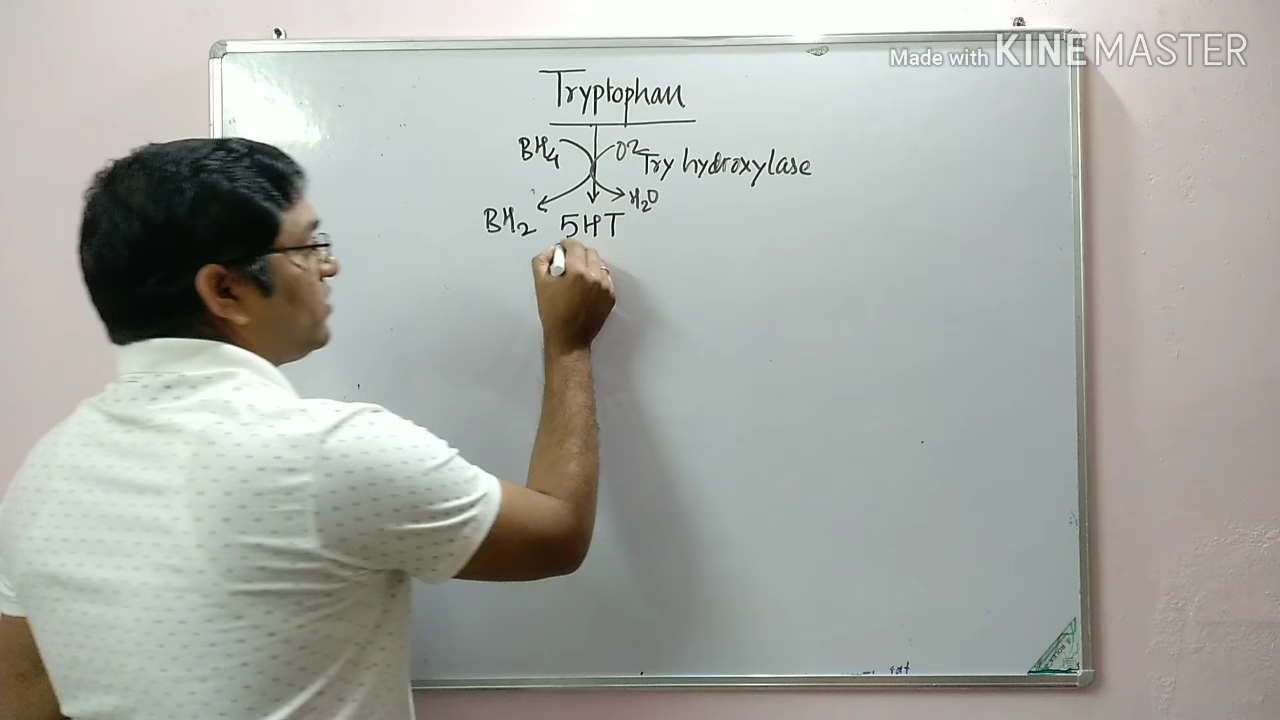 Made with KINEMASTER
Tryptophan
BH4 O2 Try hydroxylase
H2O
BH2 5HT